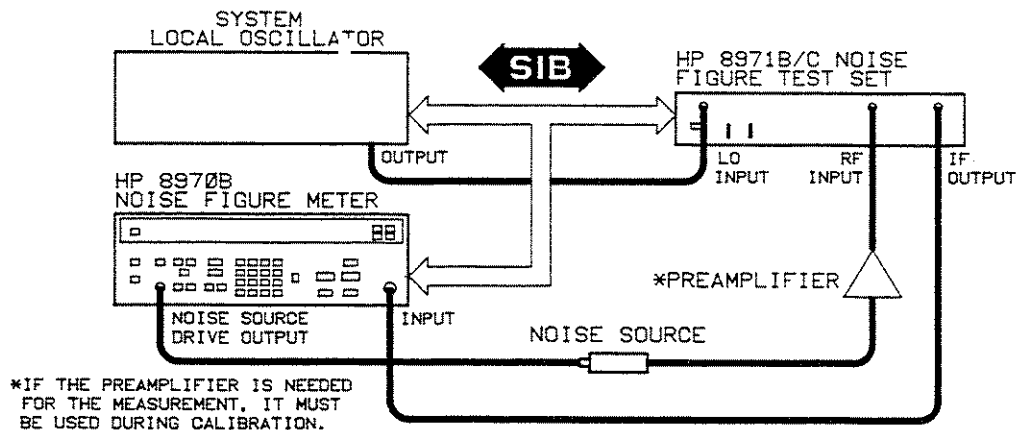 SYSTEM
LOCAL OSCILLATOR
SIB
HP 8971B/C NOISE
FIGURE TEST SET
OUTPUT
LO
INPUT
RF
INPUT
IF
OUTPUT
HP 8970B
NOISE FIGURE METER
*PREAMPLIFIER
NOISE SOURCE
DRIVE OUTPUT
INPUT
NOISE SOURCE
*IF THE PREAMPLIFIER IS NEEDED
FOR THE MEASUREMENT, IT MUST
BE USED DURING CALIBRATION.